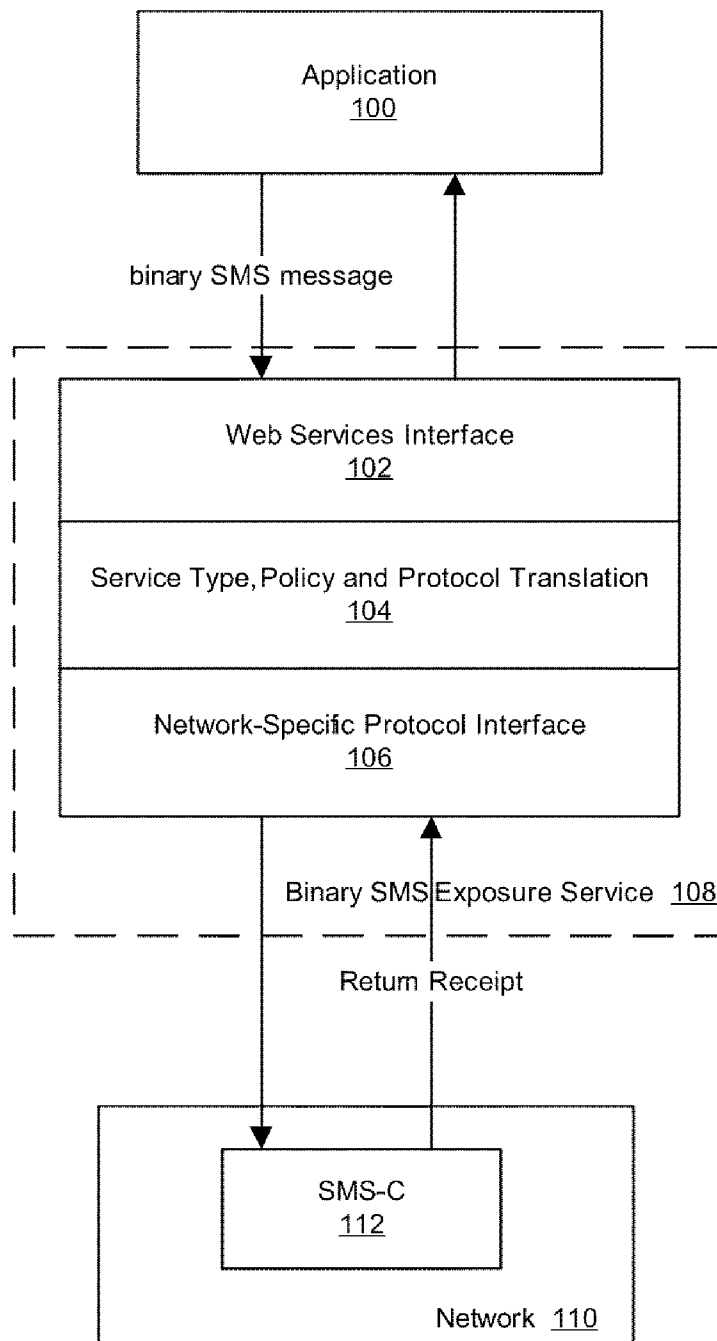 Application
100
binary SMS message
Web Services Interface
102
Service Type, Policy and Protocol Translation
104
Network-Specific Protocol Interface
106
Binary SMS Exposure Service 108
Return Receipt
SMS-C
112
Network 110